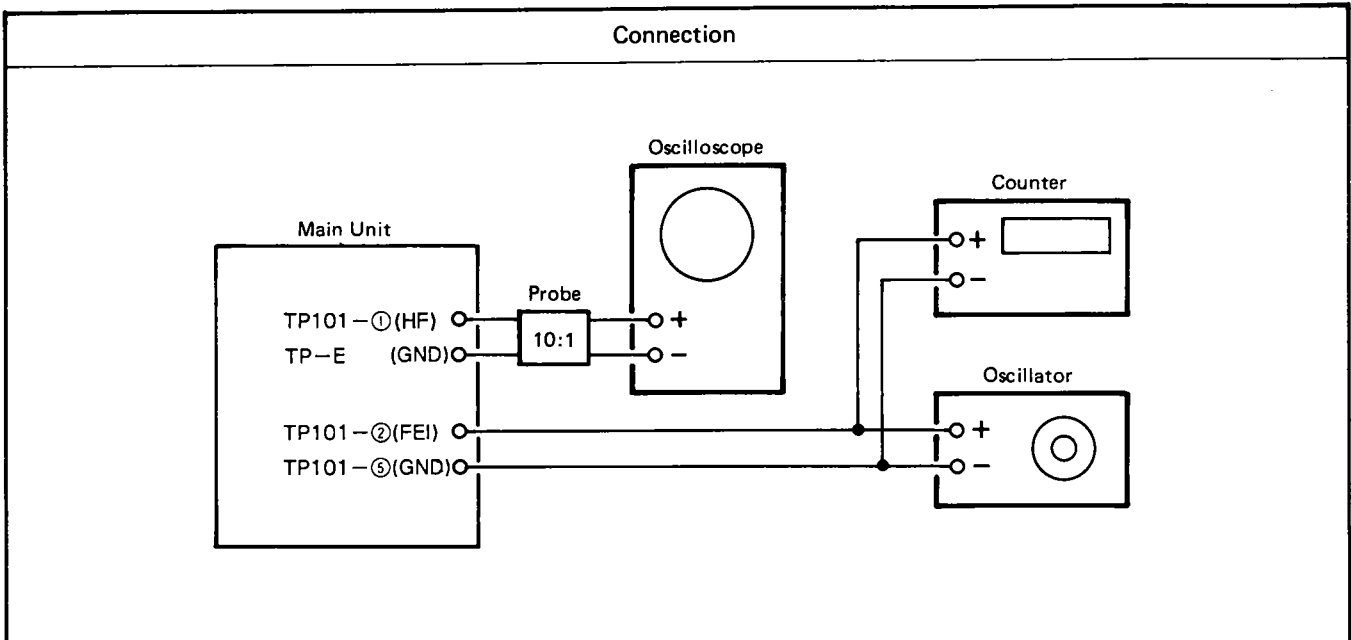 Connection
Oscilloscope
Counter
+
−
Main Unit
Probe
10:1
TP101−①(HF)
TP−E (GND)
+
−
Oscillator
TP101−②(FEI)
TP101−⑤(GND)
+
−